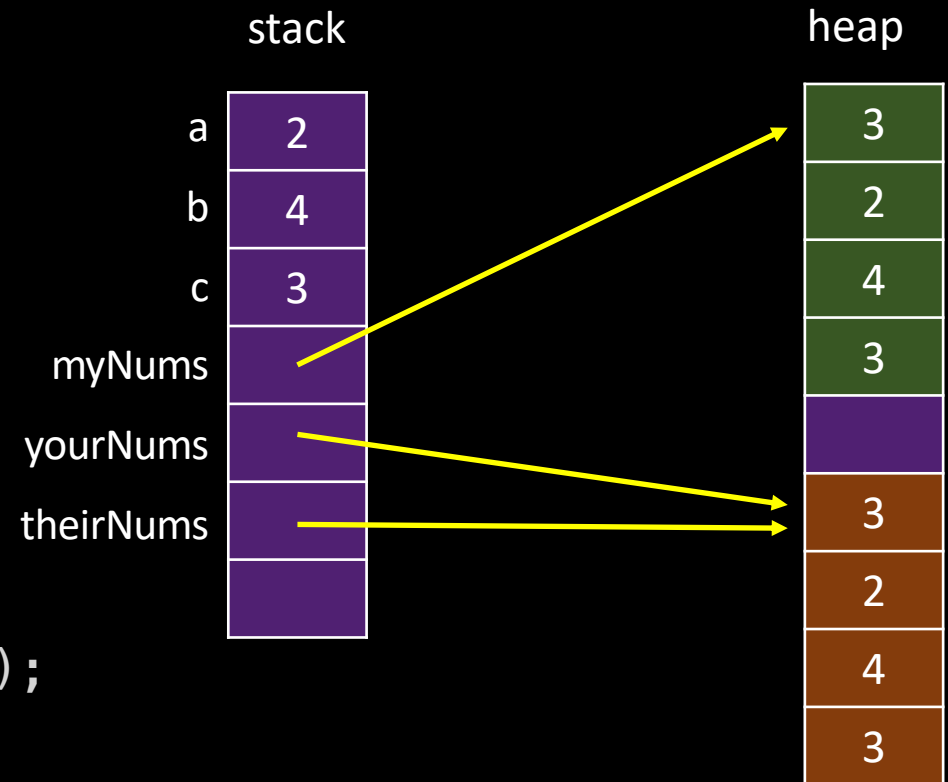 stack heap
a 2 3
b 4 2
c 3 4
myNums 3
yourNums
theirNums 3
2
); 4
3